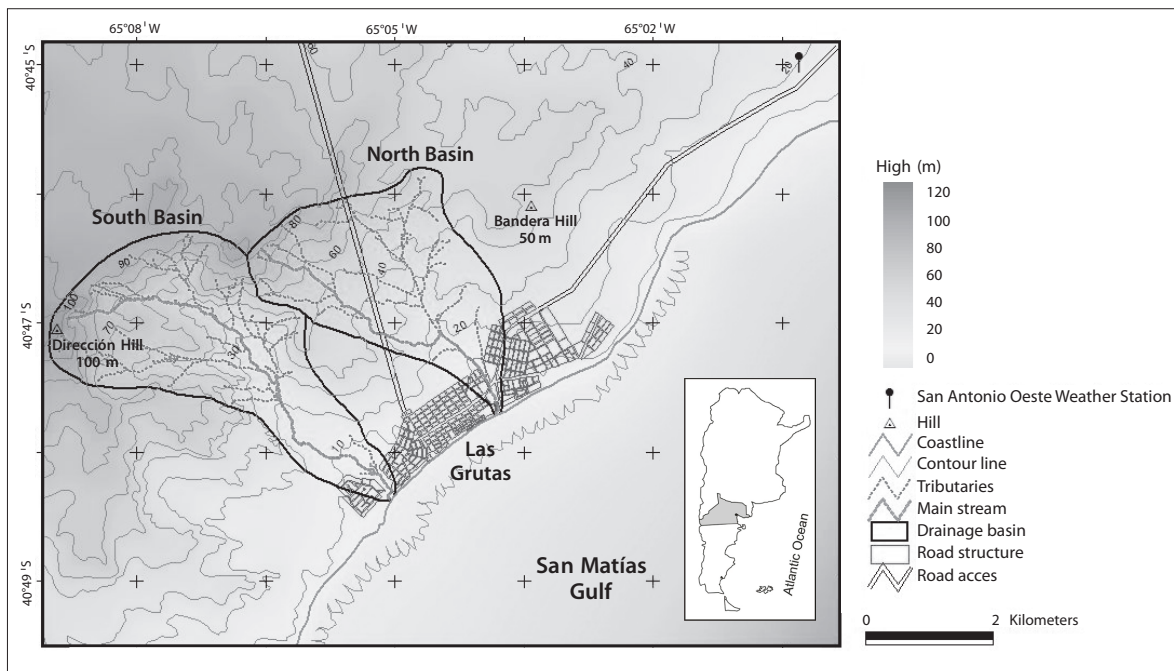 65°08 ' W
65°05 ' W
65°02 ' W
40°45 ' S
40°47 ' S
40°49 ' S
80
40
20
North Basin
South Basin
Bandera Hill
50 m
80
60
40
20
90
100
70
30
10
Dirección Hill
100 m
Las
Grutas
San Matías
Gulf
Atlantic Ocean
High (m)
120
100
80
60
40
20
0
San Antonio Oeste Weather Station
Hill
Coastline
Contour line
Tributaries
Main stream
Drainage basin
Road structure
Road acces
0 2 Kilometers